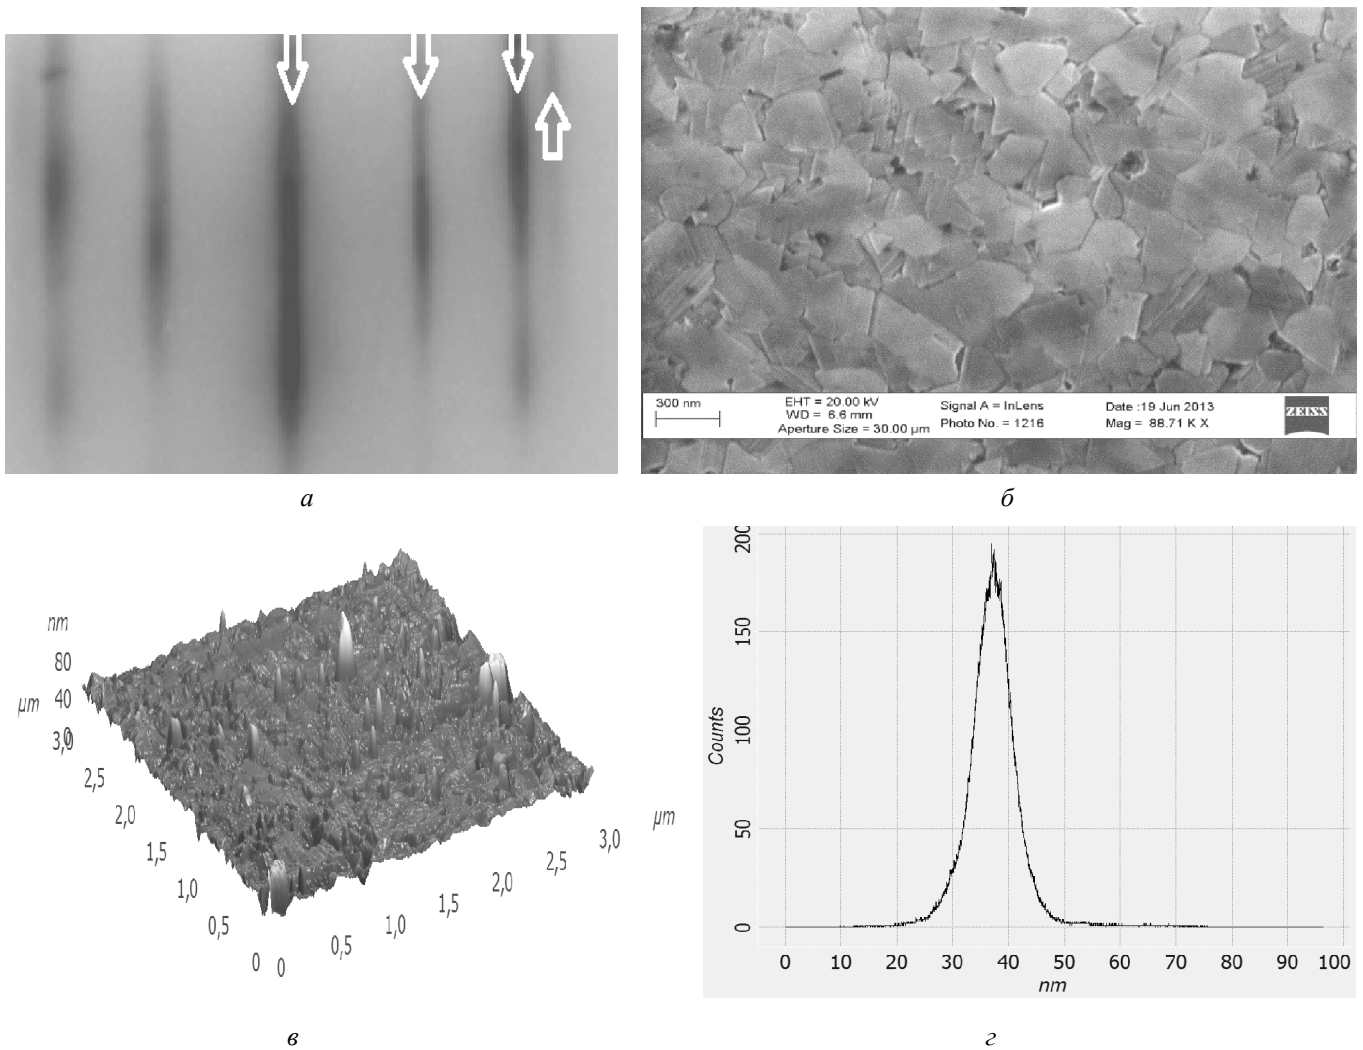 300 nm
EHT = 20.00 kV
WD = 6.6 mm
Aperture Size = 30.00 µm
Signal A = InLens
Photo No. = 1216
Date :19 Jun 2013
Mag = 88.71 K X
ZEISS
а
б
nm
80
µm 40
0
3,0
2,5
2,0
1,5
1,0
0,5
0
0
0,5
1,0
1,5
2,0
2,5
3,0
µm
200
150
100
50
0
Counts
0 10 20 30 40 50 60 70 80 90 100
nm
в
г